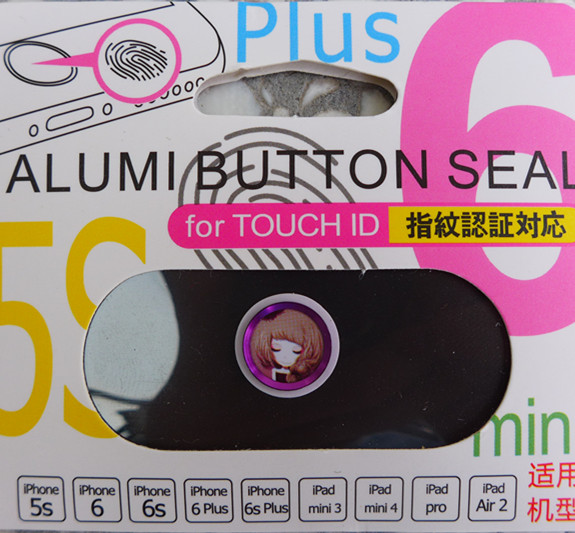 Plus
6
ALUMI BUTTON SEAL
for TOUCH ID 指紋認証対応
5S
mini
iPhone 5s
iPhone 6
iPhone 6s
iPhone 6 Plus
iPhone 6s Plus
iPad mini 3
iPad mini 4
iPad pro
iPad Air 2
适用
机型